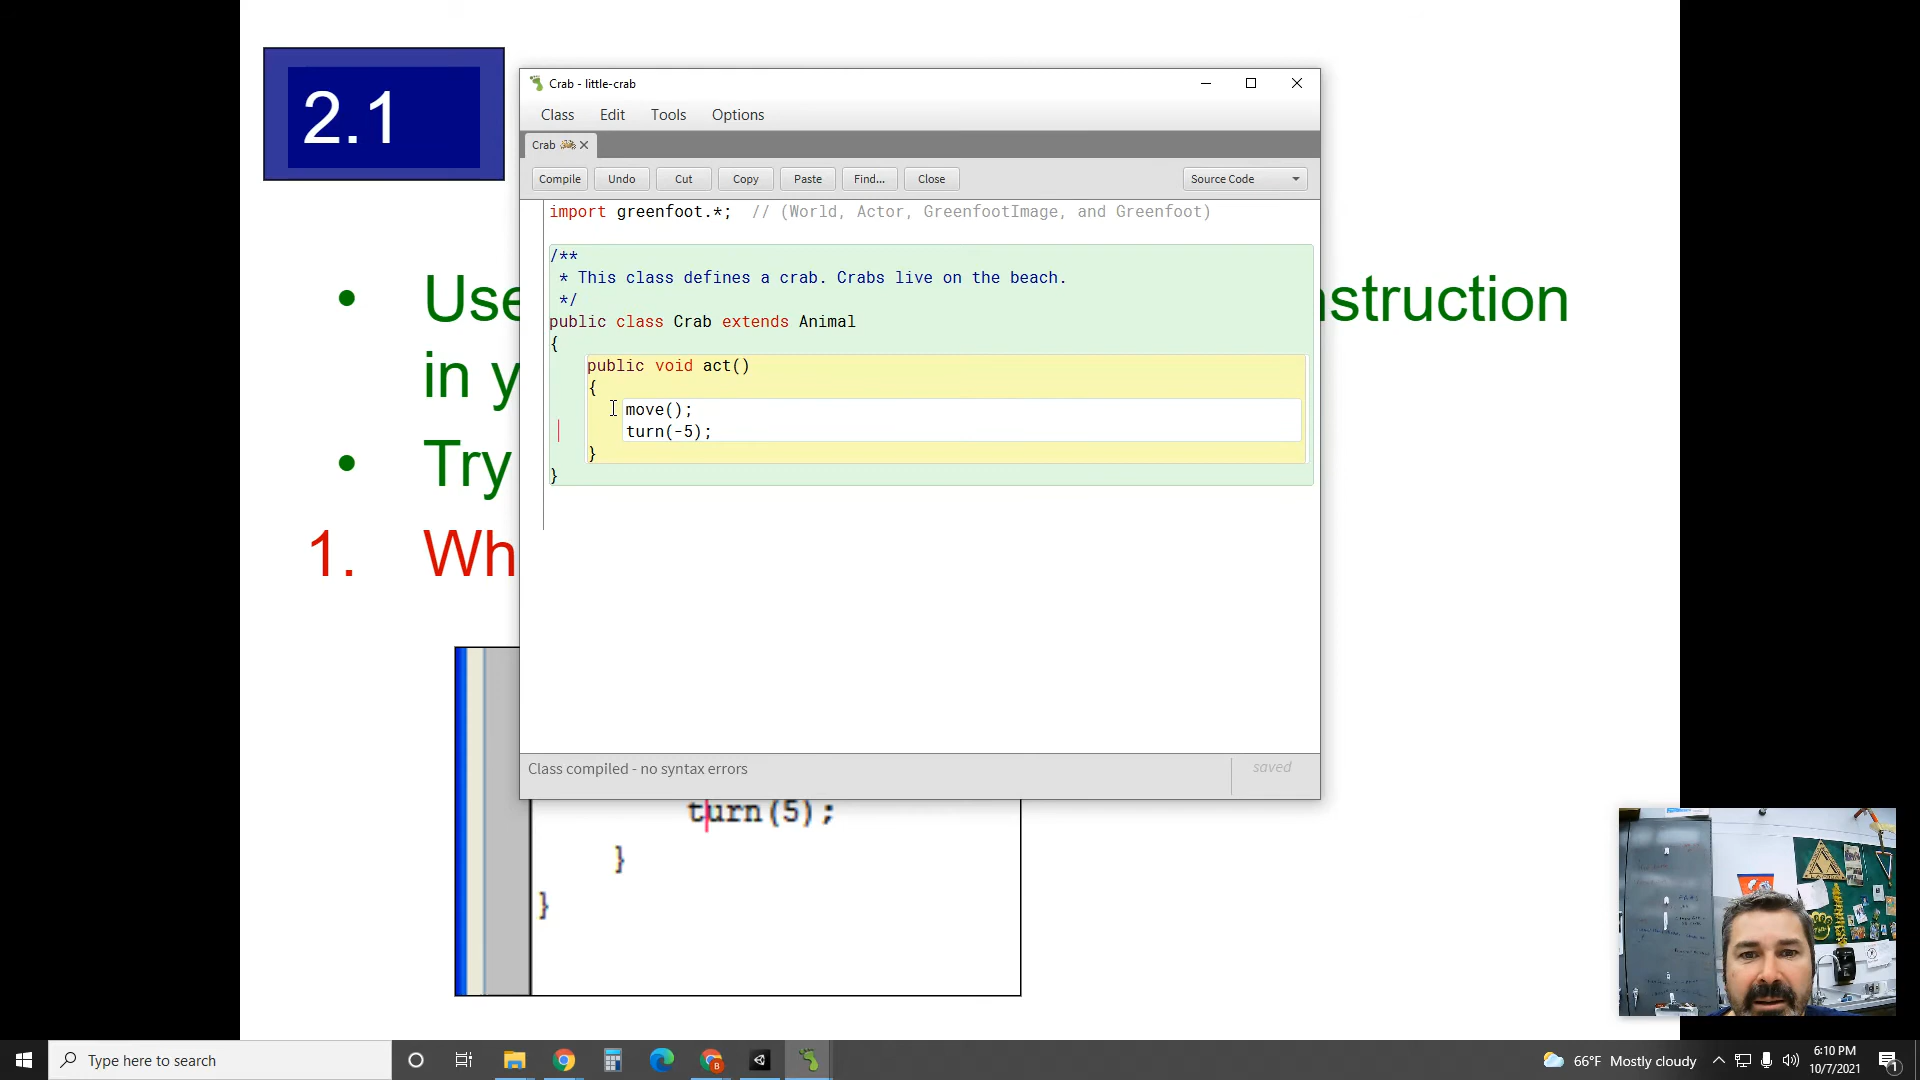 2.1
Crab - little-crab
Class Edit Tools Options
Crab
Compile Undo Cut Copy Paste Find... Close Source Code
import greenfoot.*;  // (World, Actor, GreenfootImage, and Greenfoot)
/**
 * This class defines a crab. Crabs live on the beach.
 */
public class Crab extends Animal
{
public void act()
{
move();
turn(-5);
}
}
Class compiled - no syntax errors
saved
• Use struction
in y
• Try
1. Wh
turn(5);
}
}
Type here to search
66°F Mostly cloudy
6:10 PM
10/7/2021
1